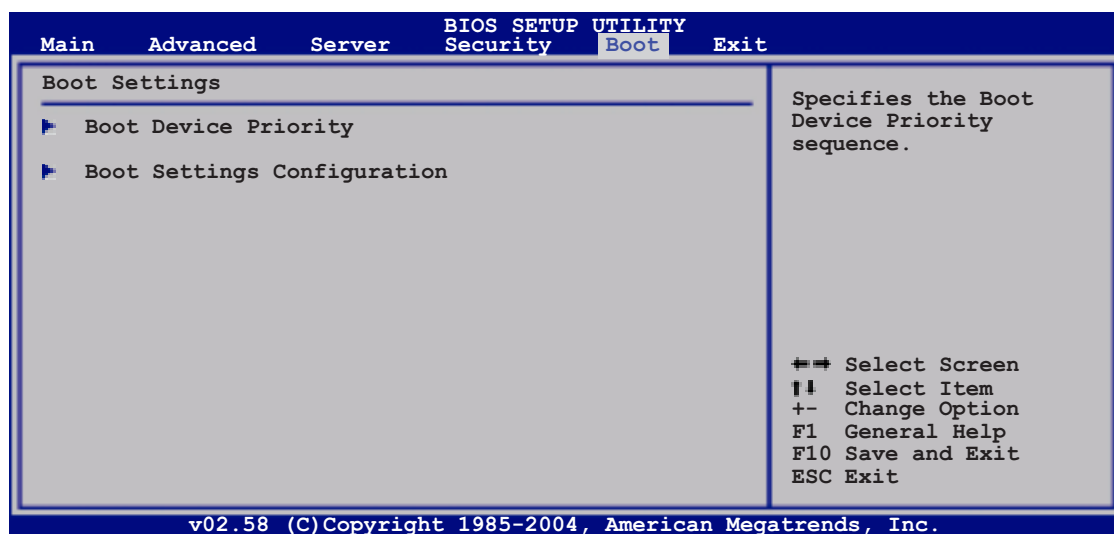 BIOS SETUP UTILITY
Main Advanced Server Security Boot Exit
Boot Settings
Boot Device Priority
Boot Settings Configuration
Specifies the Boot
Device Priority
sequence.
Select Screen
Select Item
+- Change Option
F1 General Help
F10 Save and Exit
ESC Exit
v02.58 (C)Copyright 1985-2004, American Megatrends, Inc.